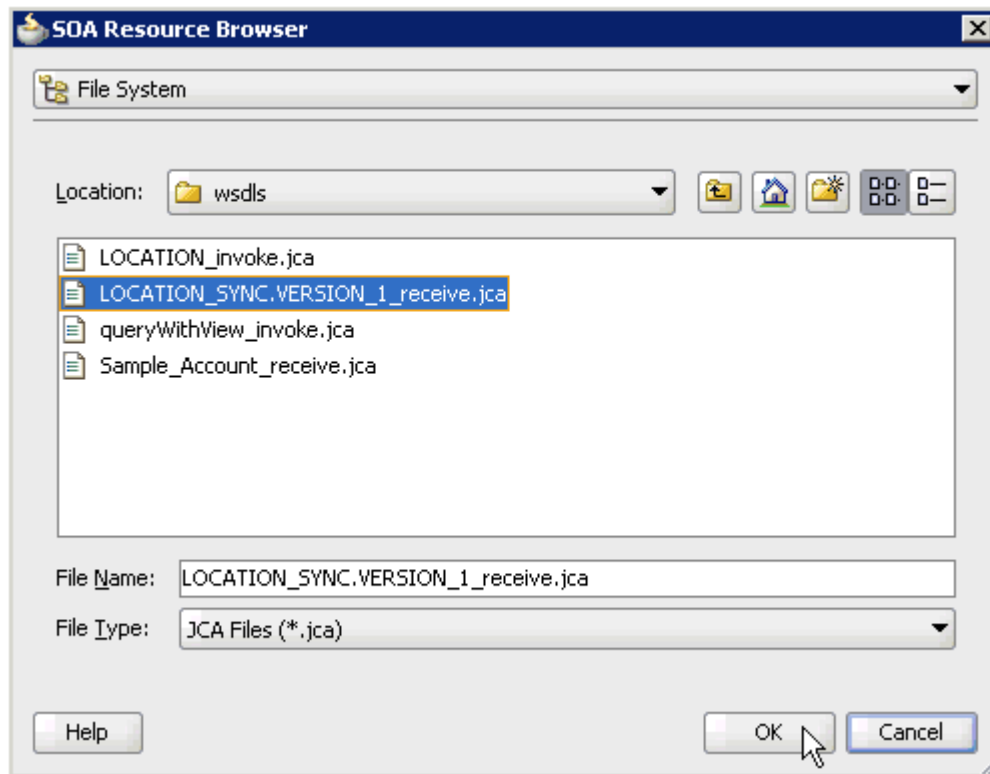 SOA Resource Browser
File System
Location: wsdls
LOCATION_invoke.jca
LOCATION_SYNC.VERSION_1_receive.jca
queryWithView_invoke.jca
Sample_Account_receive.jca
File Name: LOCATION_SYNC.VERSION_1_receive.jca
File Type: JCA Files (*.jca)
Help OK Cancel